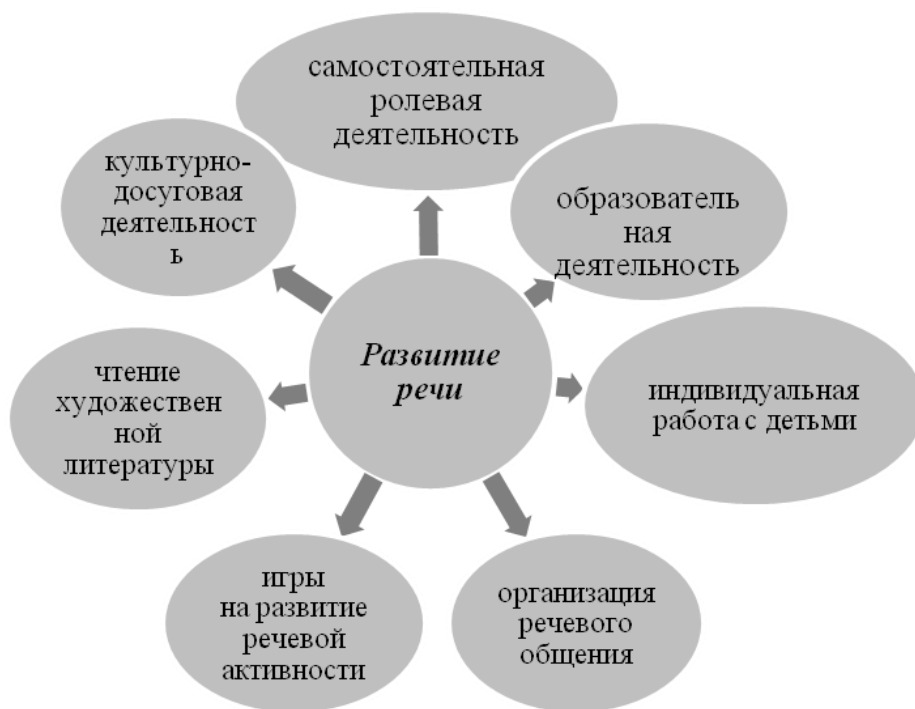 самостоятельная
ролевая
деятельность
культурно-
досуговая
деятельност
ь
образователь
ная
деятельность
Развитие
речи
чтение
художествен
ной
литературы
индивидуальная
работа с детьми
игры
на развитие
речевой
активности
организация
речевого
общения